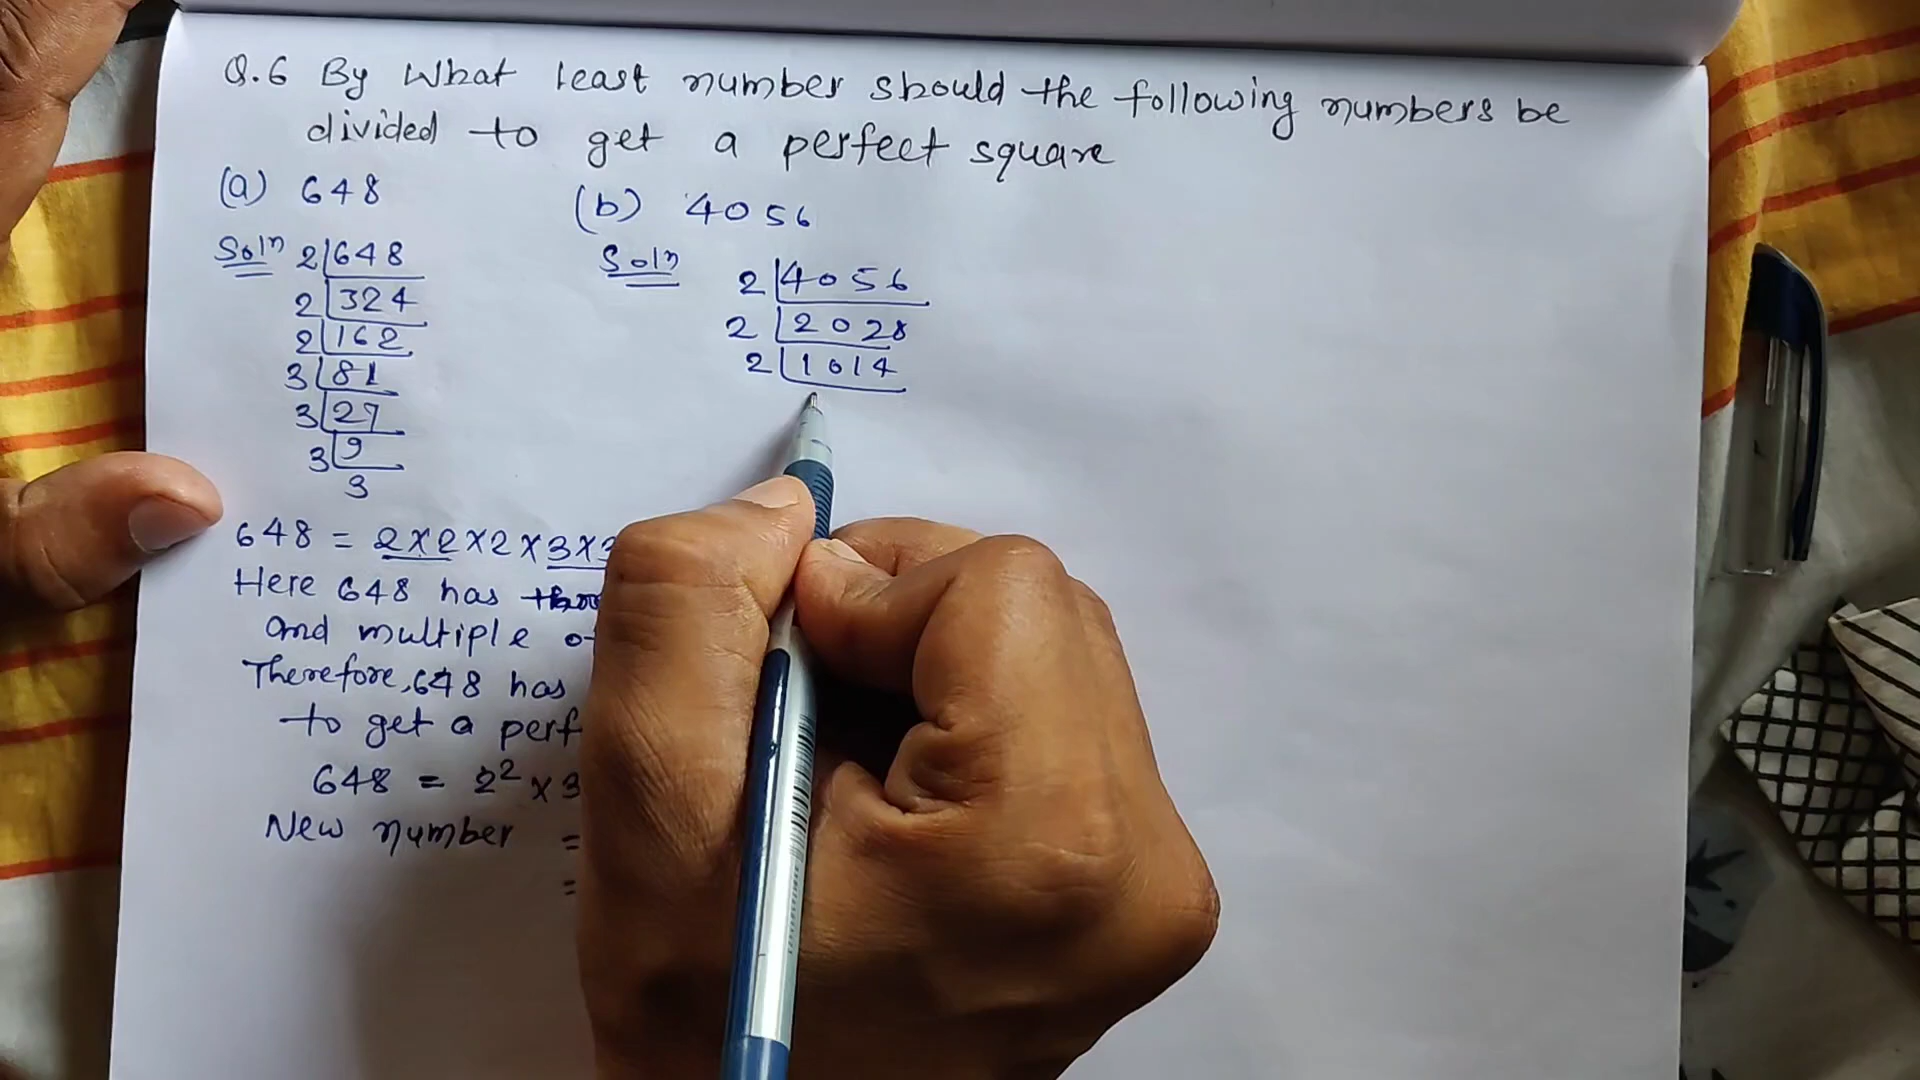 Q.6 By What least number should the following numbers be
divided to get a perfect square
(a) 648
(b) 4056
Soln
2 648
2 324
2 162
3 81
3 27
3 9
3
Soln
2 4056
2 2028
2 1014
648 = 2×2×2×3×3
Here 648 has
and multiple
Therefore, 648 has
to get a perf
648 = 2² × 3
New number =
=